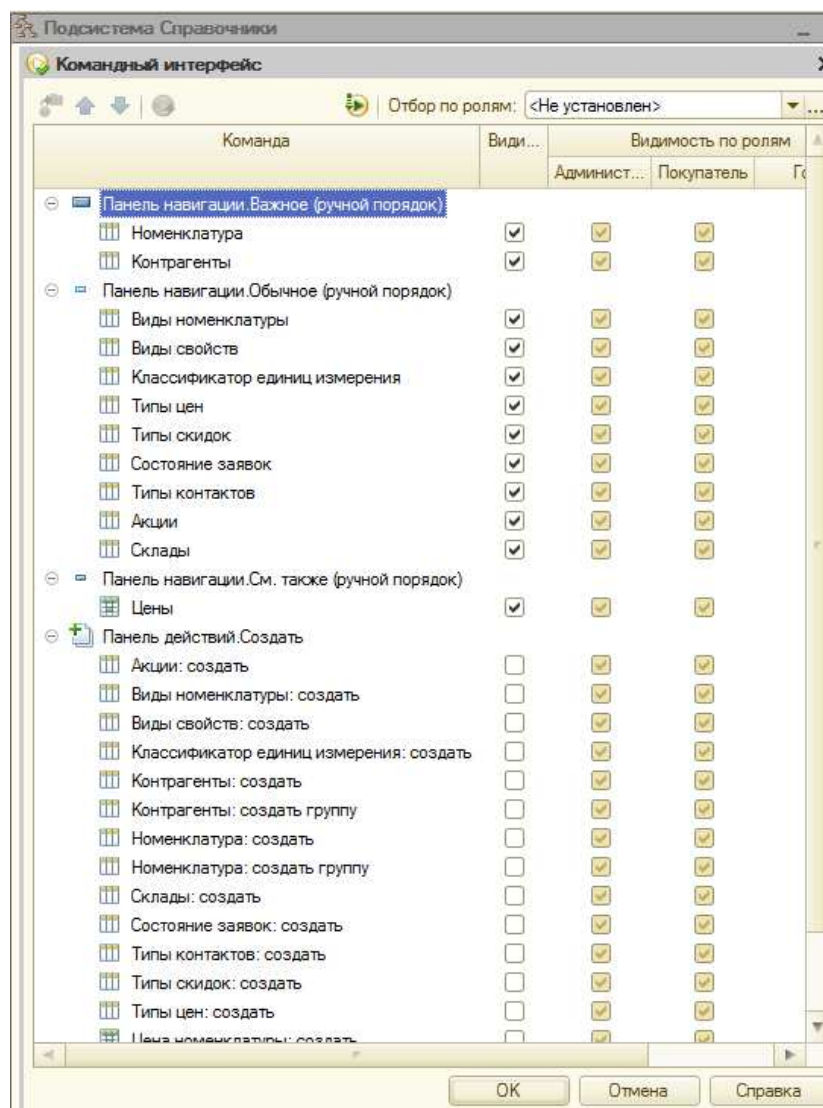 Подсистема Справочники
Командный интерфейс
Отбор по ролям: <Не установлен>
Команда Види... Видимость по ролям
Админист... Покупатель
Панель навигации.Важное (ручной порядок)
Номенклатура
Контрагенты
Панель навигации.Обычное (ручной порядок)
Виды номенклатуры
Виды свойств
Классификатор единиц измерения
Типы цен
Типы скидок
Состояние заявок
Типы контактов
Акции
Склады
Панель навигации.См. также (ручной порядок)
Цены
Панель действий.Создать
Акции: создать
Виды номенклатуры: создать
Виды свойств: создать
Классификатор единиц измерения: создать
Контрагенты: создать
Контрагенты: создать группу
Номенклатура: создать
Номенклатура: создать группу
Склады: создать
Состояние заявок: создать
Типы контактов: создать
Типы скидок: создать
Типы цен: создать
Цена номенклатуры: создать
ОК Отмена Справка